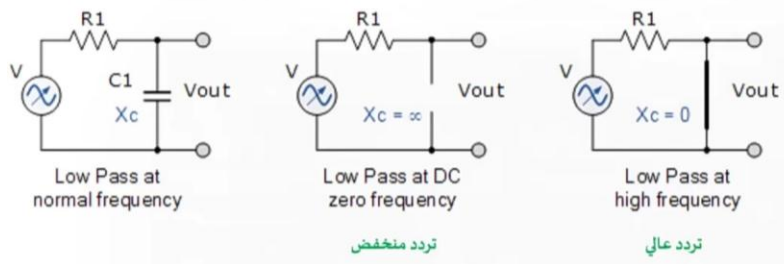 R1
V
C1
Xc
Vout
Low Pass at
normal frequency
R1
V
Xc = ∝
Vout
Low Pass at DC
zero frequency
تردد منخفض
R1
V
Xc = 0
Vout
Low Pass at
high frequency
تردد عالي